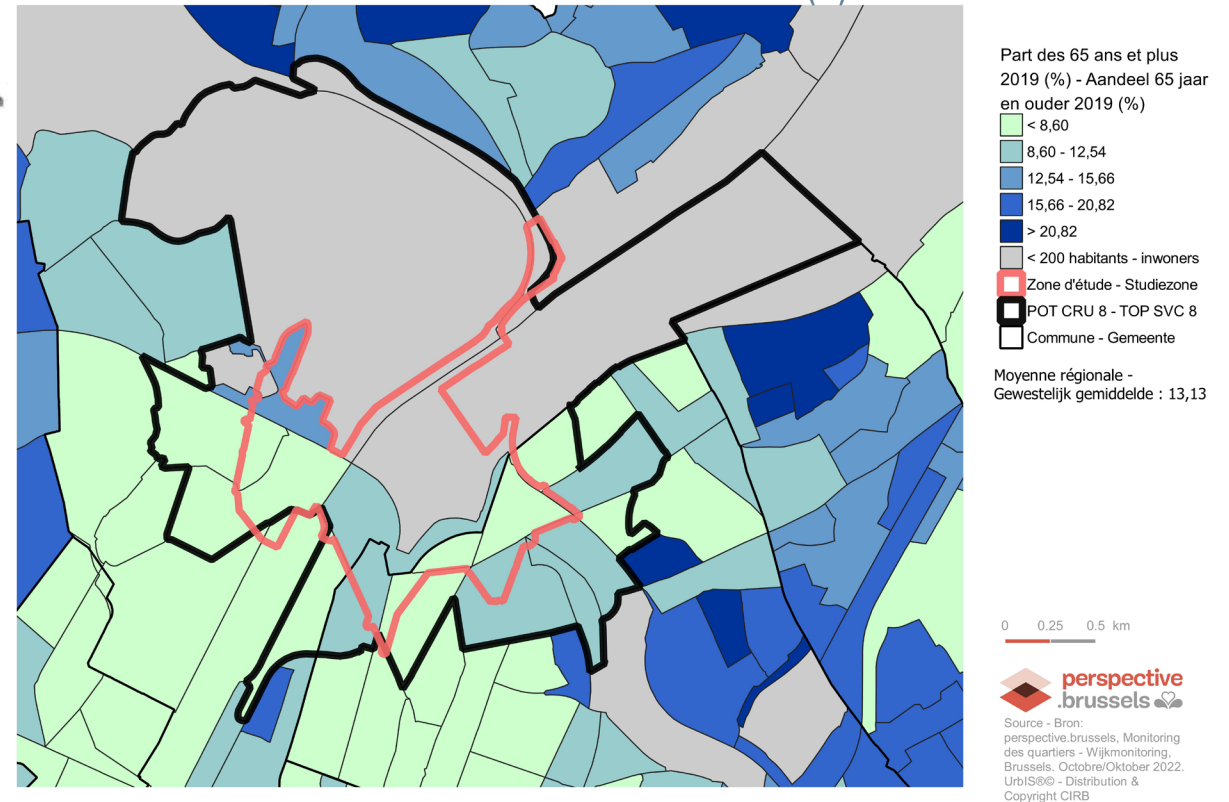 Part des 65 ans et plus
2019 (%) - Aandeel 65 jaar
en ouder 2019 (%)
< 8,60
8,60 - 12,54
12,54 - 15,66
15,66 - 20,82
> 20,82
< 200 habitants - inwoners
Zone d'étude - Studiezone
POT CRU 8 - TOP SVC 8
Commune - Gemeente
Moyenne régionale -
Gewestelijk gemiddelde : 13,13
0 0.25 0.5 km
perspective
.brussels
Source - Bron:
perspective.brussels, Monitoring
des quartiers - Wijkmonitoring,
Brussels. Octobre/Oktober 2022.
UrbIS®© - Distribution &
Copyright CIRB